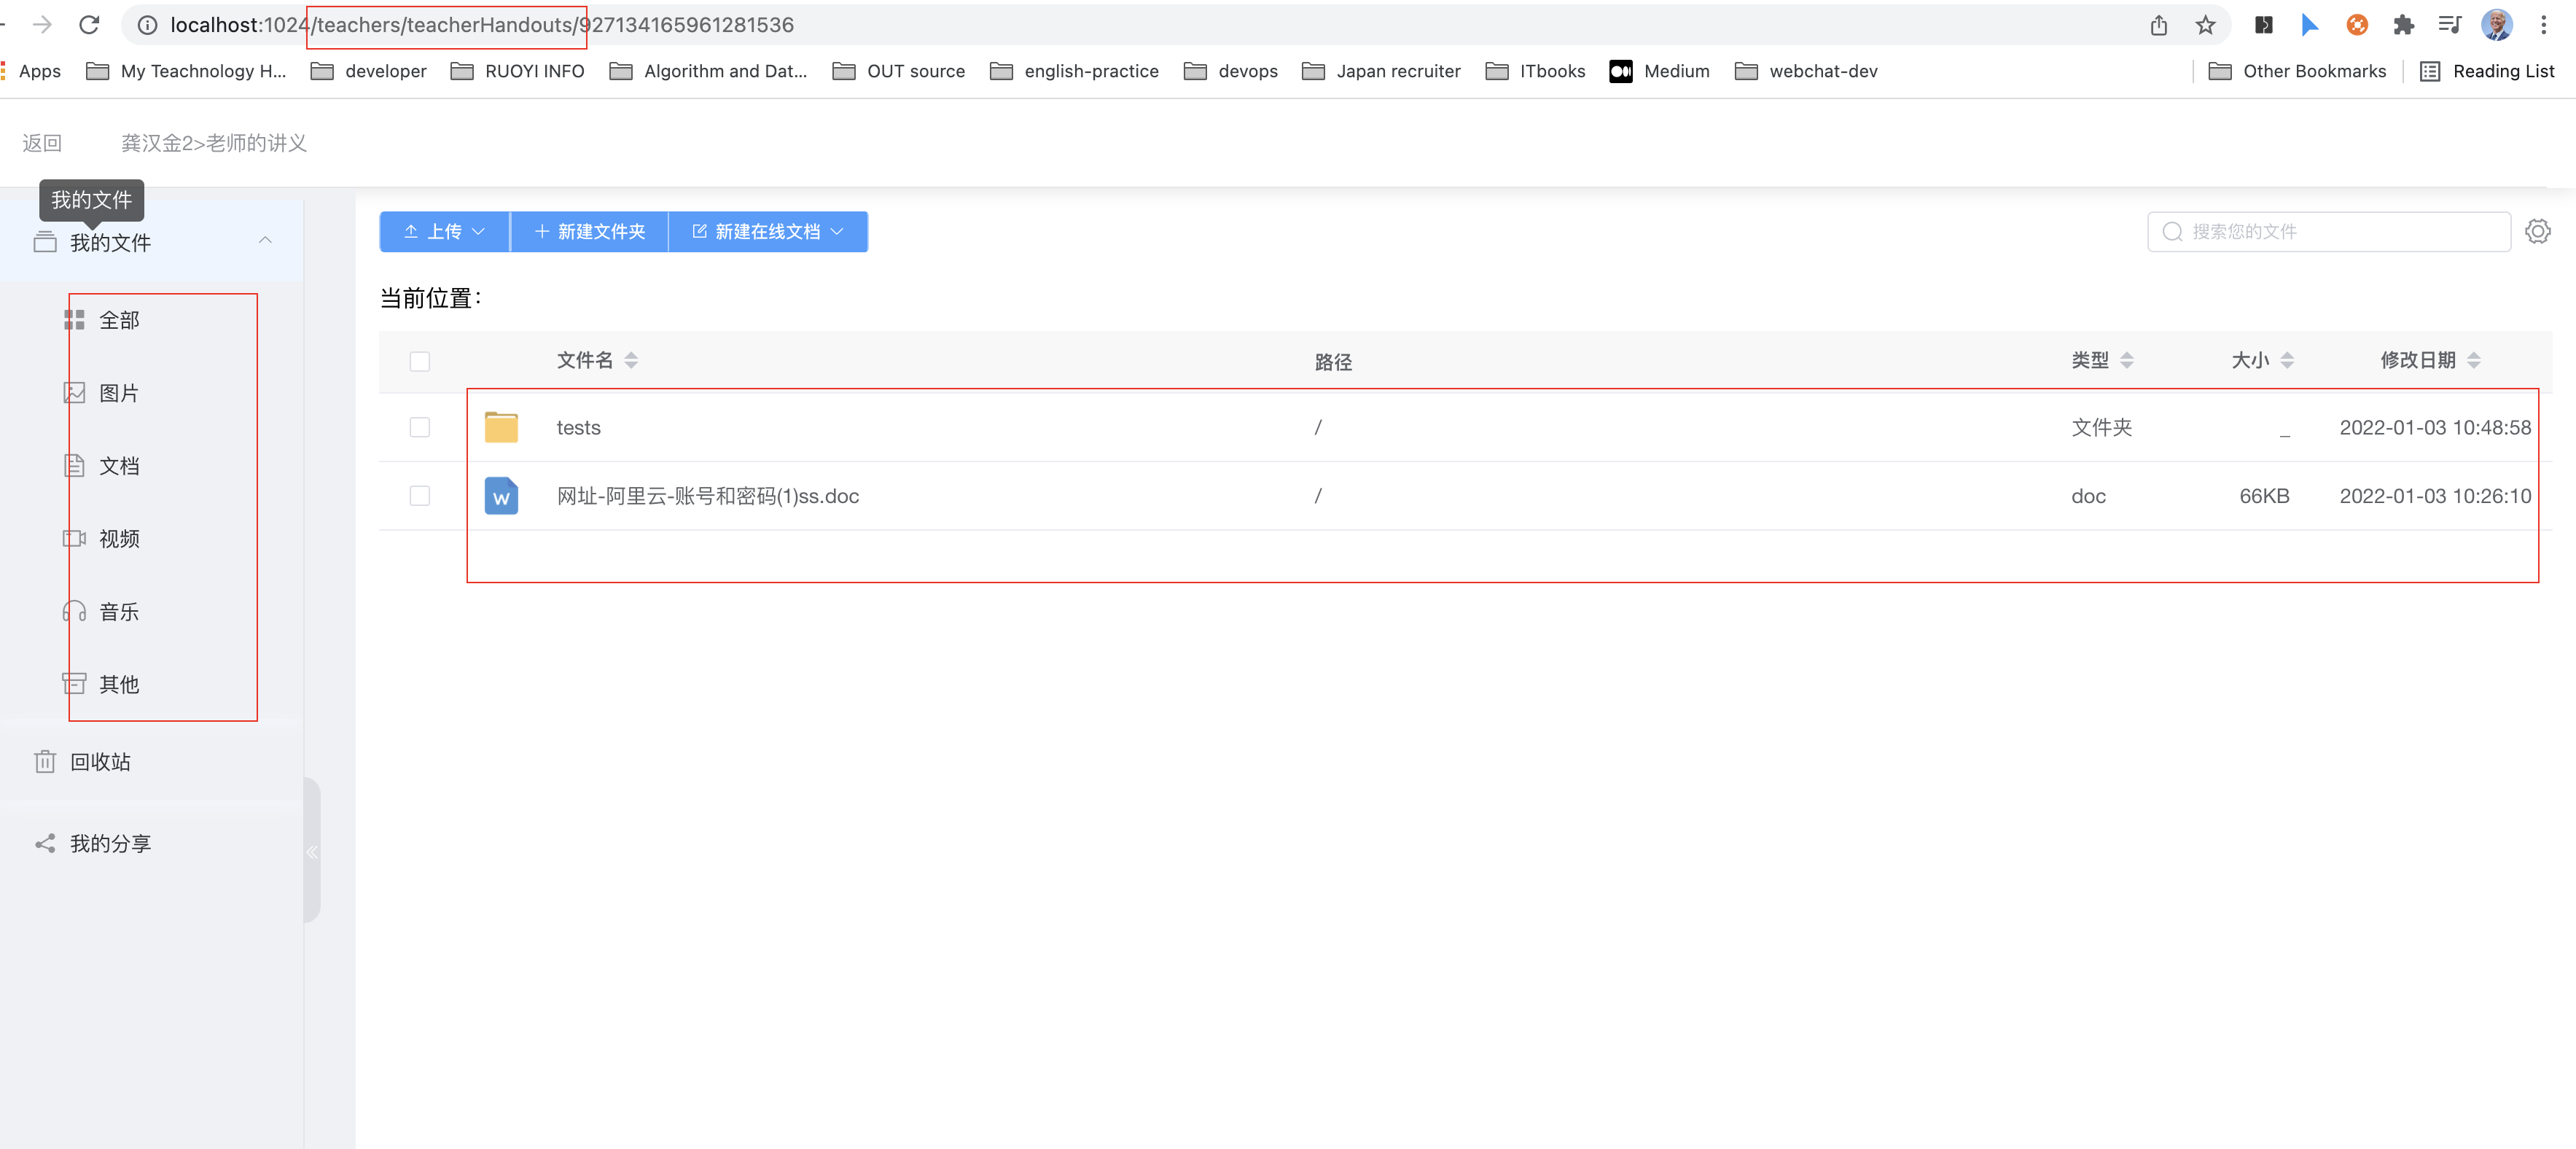 localhost:1024/teachers/teacherHandouts/927134165961281536
Apps My Teachnology H... developer RUOYI INFO Algorithm and Dat... OUT source english-practice devops Japan recruiter ITbooks Medium webchat-dev Other Bookmarks Reading List
返回 龚汉金2>老师的讲义
我的文件
我的文件
全部
图片
文档
视频
音乐
其他
回收站
我的分享
上传 新建文件夹 新建在线文档 搜索您的文件
当前位置：
文件名 路径 类型 大小 修改日期
tests / 文件夹 _ 2022-01-03 10:48:58
W 网址-阿里云-账号和密码(1)ss.doc / doc 66KB 2022-01-03 10:26:10